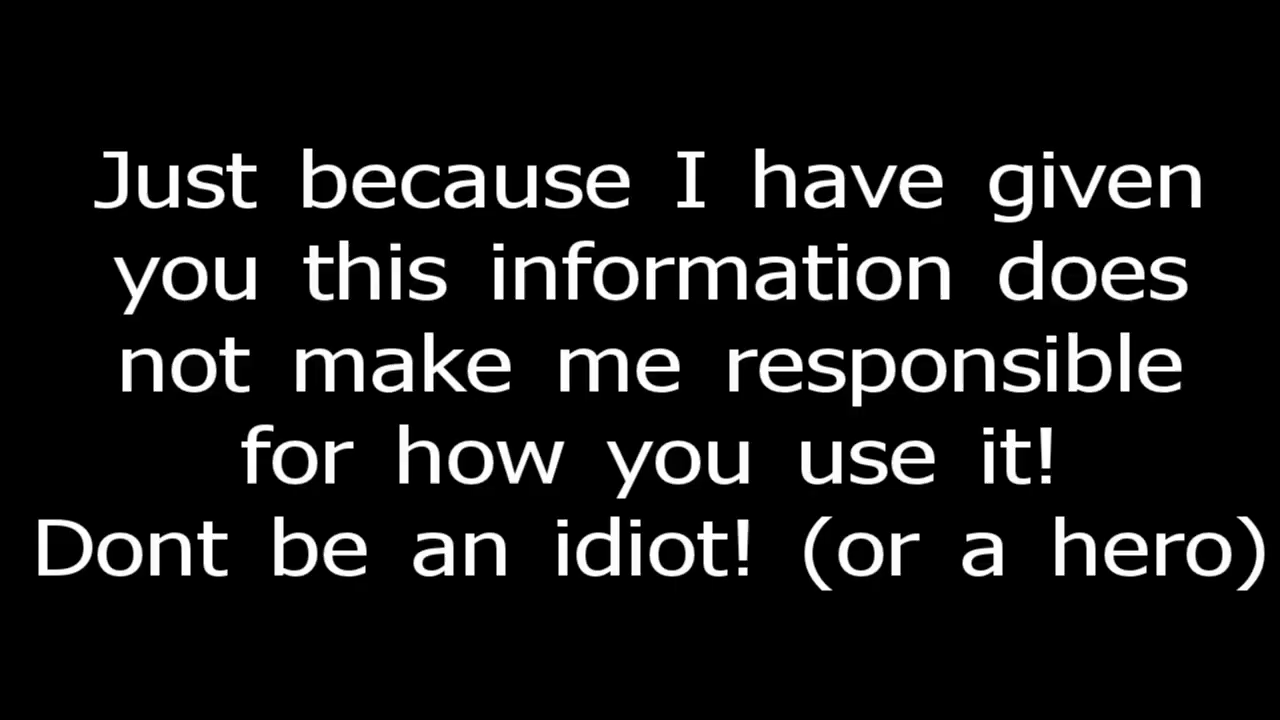 Just because I have given
you this information does
not make me responsible
for how you use it!
Dont be an idiot! (or a hero)